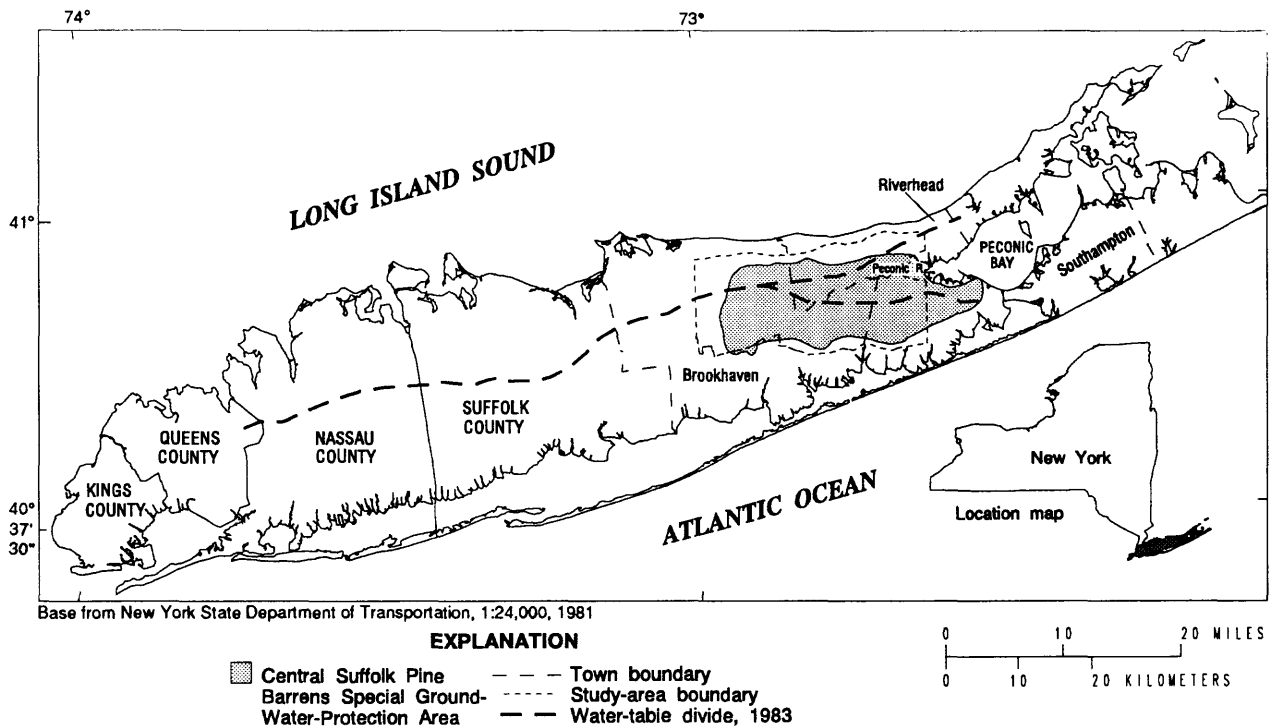 74°
73°
LONG ISLAND SOUND
Riverhead
41°
PECONIC
BAY
Southampton
Peconic R.
Brookhaven
SUFFOLK
COUNTY
QUEENS
COUNTY
NASSAU
COUNTY
KINGS
COUNTY
New York
ATLANTIC OCEAN
Location map
40°
37'
30"
Base from New York State Department of Transportation, 1:24,000, 1981
EXPLANATION
Central Suffolk Pine
Barrens Special Ground-
Water-Protection Area
Town boundary
Study-area boundary
Water-table divide, 1983
0 10 20 MILES
0 10 20 KILOMETERS